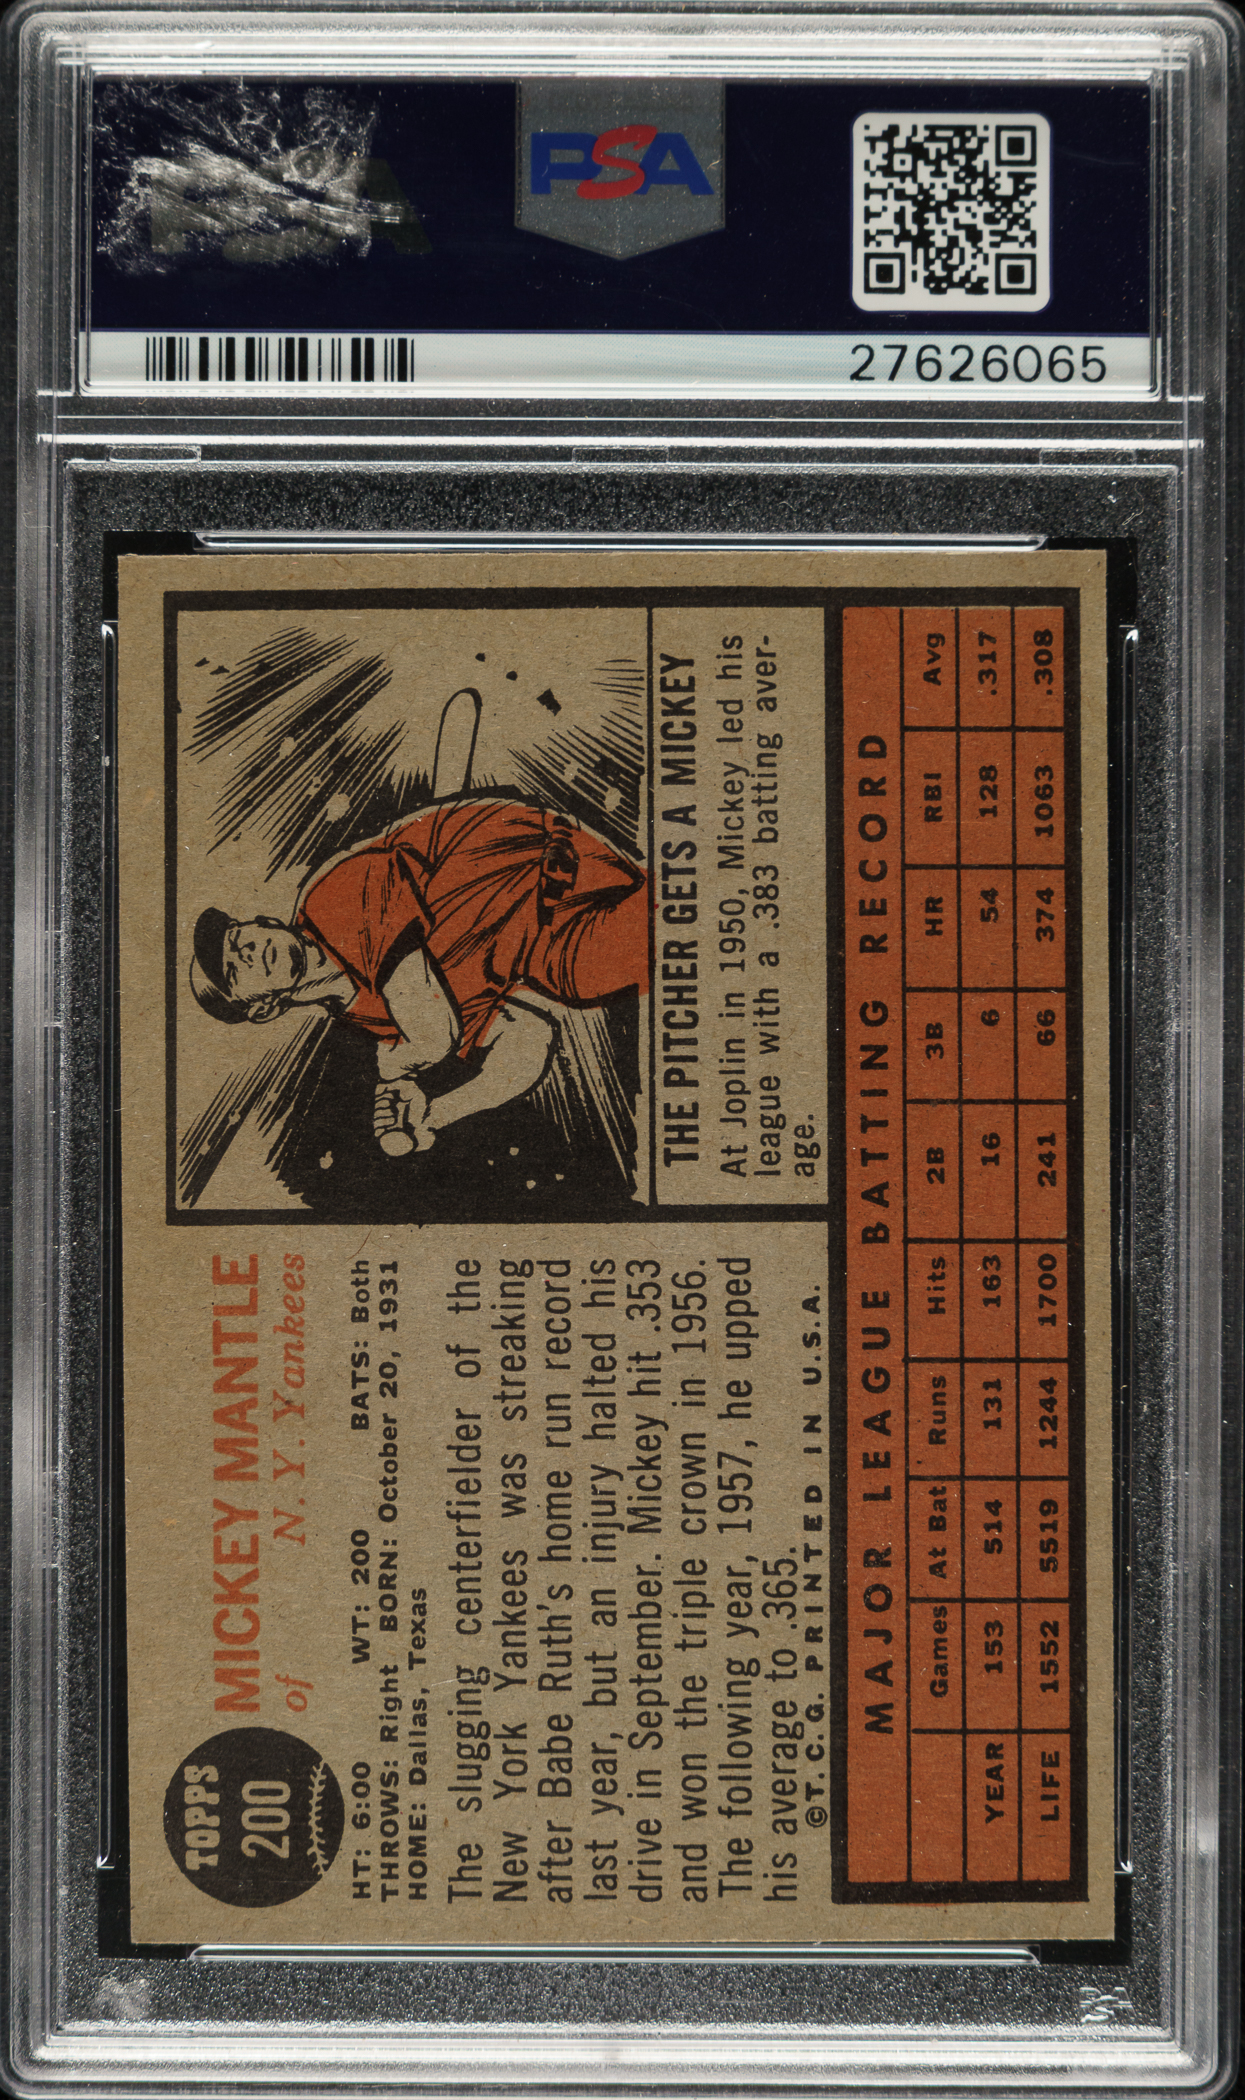 PSA
PSA
27626065
TOPPS
200
MICKEY MANTLE
of N. Y. Yankees
HT: 6:00 WT: 200 BATS: Both
THROWS: Right BORN: October 20, 1931
HOME: Dallas, Texas
The slugging centerfielder of the
New York Yankees was streaking
after Babe Ruth's home run record
last year, but an injury halted his
drive in September. Mickey hit .353
and won the triple crown in 1956.
The following year, 1957, he upped
his average to .365.
©T. C. G. PRINTED IN U.S.A.
THE PITCHER GETS A MICKEY
At Joplin in 1950, Mickey led his
league with a .383 batting aver-
age.
MAJOR LEAGUE BATTING RECORD
Games At Bat Runs Hits 2B 3B HR RBI Avg
YEAR 153 514 131 163 16 6 54 128 .317
LIFE 1552 5519 1244 1700 241 66 374 1063 .308